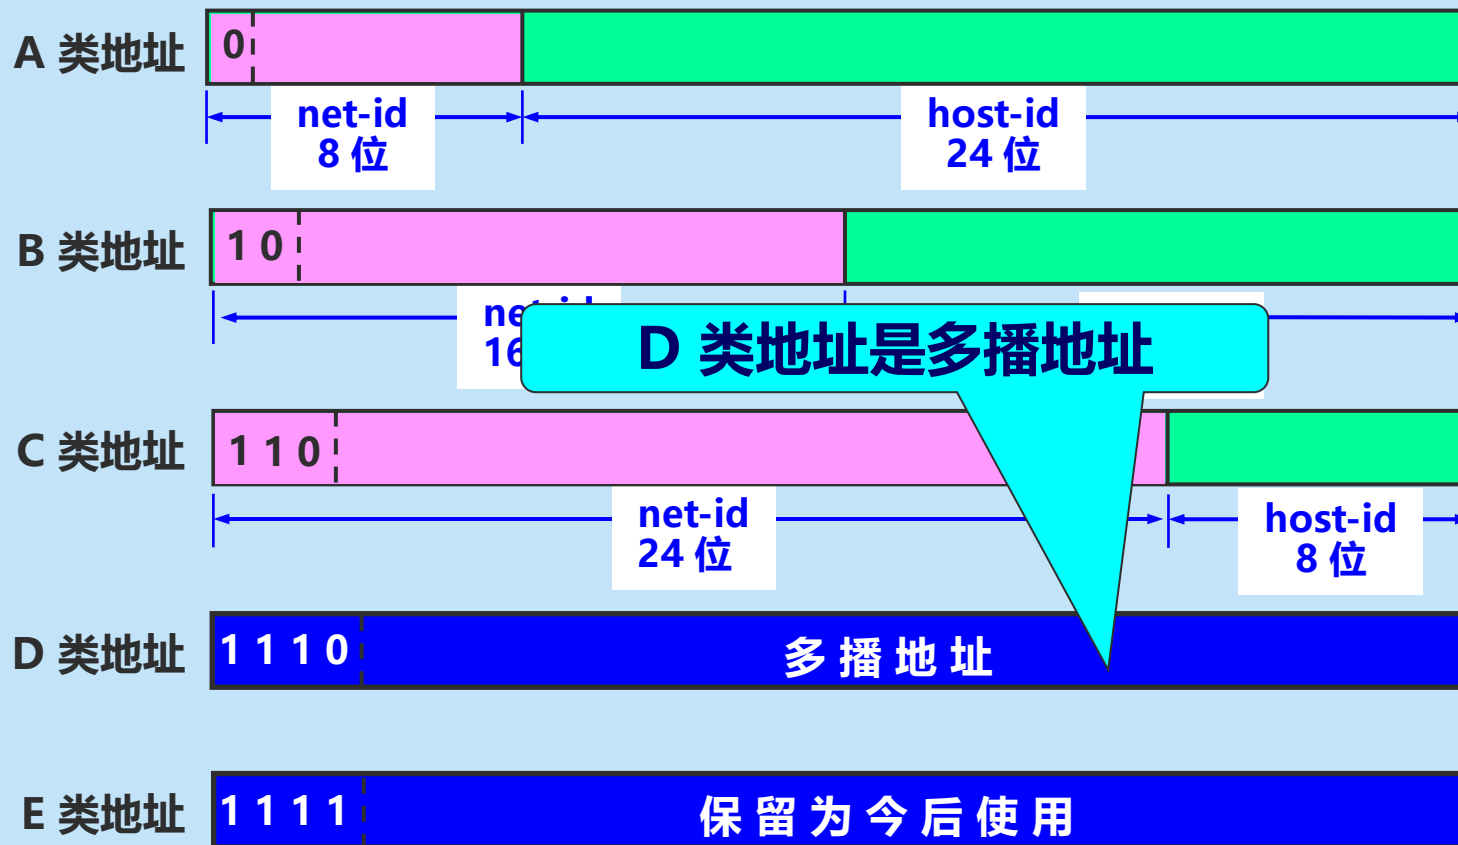 A 类地址
0
net-id
8 位
host-id
24 位
B 类地址
1 0
16
D 类地址是多播地址
C 类地址
1 1 0
net-id
24 位
host-id
8 位
D 类地址
1 1 1 0
多 播 地 址
E 类地址
1 1 1 1
保 留 为 今 后 使 用